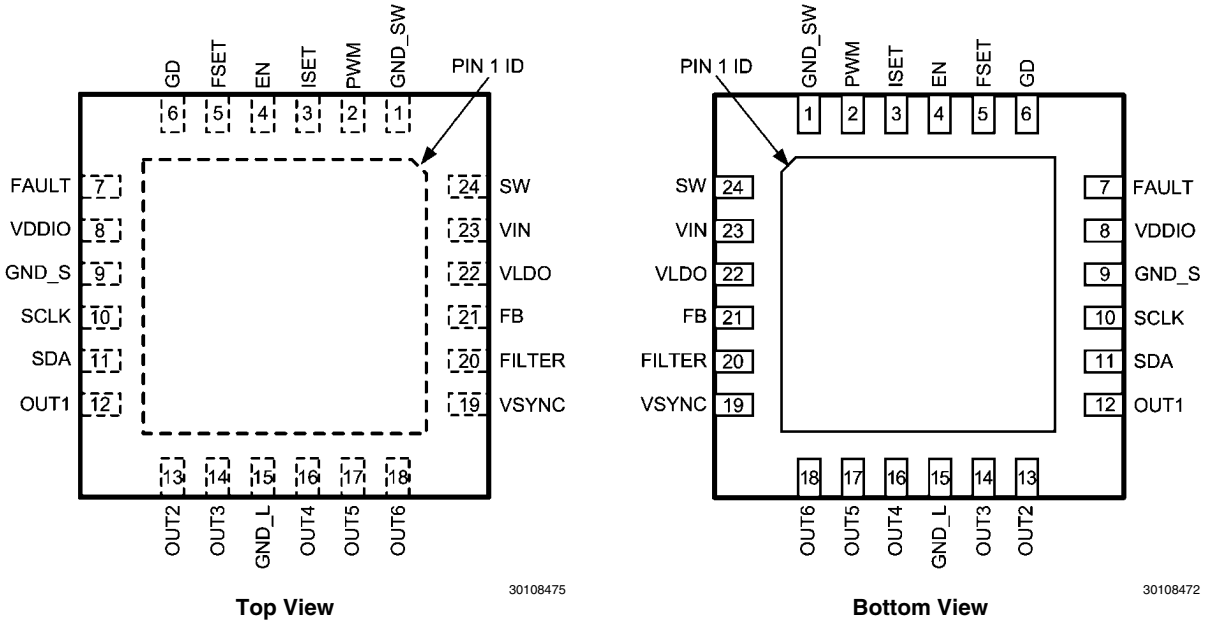 GD FSET EN ISET PWM GND_SW
PIN 1 ID
6 5 4 3 2 1
FAULT 7 24 SW
VDDIO 8 23 VIN
GND_S 9 22 VLDO
SCLK 10 21 FB
SDA 11 20 FILTER
OUT1 12 19 VSYNC
13 14 15 16 17 18
OUT2 OUT3 GND_L OUT4 OUT5 OUT6
30108475
Top View
GND_SW PWM ISET EN FSET GD
PIN 1 ID
1 2 3 4 5 6
SW 24 7 FAULT
VIN 23 8 VDDIO
VLDO 22 9 GND_S
FB 21 10 SCLK
FILTER 20 11 SDA
VSYNC 19 12 OUT1
18 17 16 15 14 13
OUT6 OUT5 OUT4 GND_L OUT3 OUT2
30108472
Bottom View